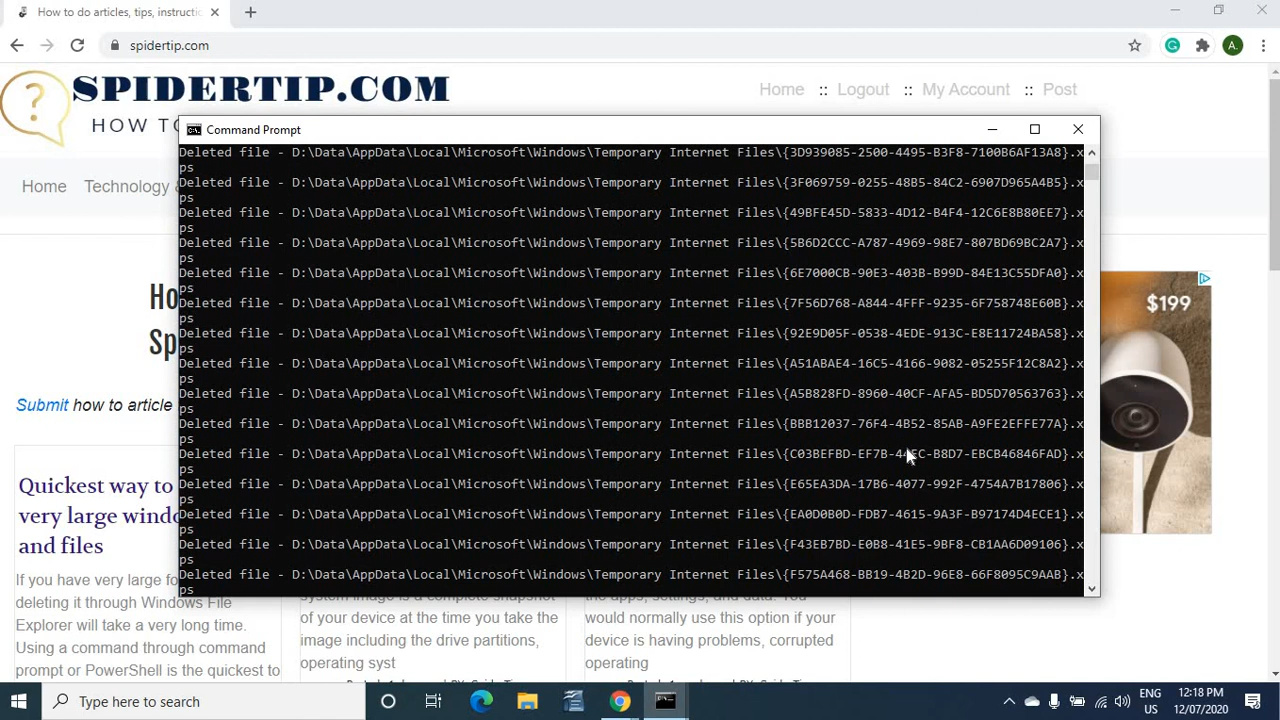 How to do articles, tips, instructi
spidertip.com
A.
SPIDERTIP.COM
Home :: Logout :: My Account :: Post
HOW TO
Command Prompt
Home Technology &
Deleted file - D:\Data\AppData\Local\Microsoft\Windows\Temporary Internet Files\{3D939085-2500-4495-B3F8-7100B6AF13A8}.x
ps
Deleted file - D:\Data\AppData\Local\Microsoft\Windows\Temporary Internet Files\{3F069759-0255-48B5-84C2-6907D965A4B5}.x
ps
Deleted file - D:\Data\AppData\Local\Microsoft\Windows\Temporary Internet Files\{49BFE45D-5833-4D12-B4F4-12C6E8B80EE7}.x
ps
Deleted file - D:\Data\AppData\Local\Microsoft\Windows\Temporary Internet Files\{5B6D2CCC-A787-4969-98E7-807BD69BC2A7}.x
ps
Deleted file - D:\Data\AppData\Local\Microsoft\Windows\Temporary Internet Files\{6E7000CB-90E3-403B-B99D-84E13C55DFA0}.x
ps
Deleted file - D:\Data\AppData\Local\Microsoft\Windows\Temporary Internet Files\{7F56D768-A844-4FFF-9235-6F758748E60B}.x
ps
Deleted file - D:\Data\AppData\Local\Microsoft\Windows\Temporary Internet Files\{92E9D05F-0538-4EDE-913C-E8E11724BA58}.x
ps
Deleted file - D:\Data\AppData\Local\Microsoft\Windows\Temporary Internet Files\{A51ABAE4-16C5-4166-9082-05255F12C8A2}.x
ps
Deleted file - D:\Data\AppData\Local\Microsoft\Windows\Temporary Internet Files\{A5B828FD-8960-40CF-AFA5-BD5D70563763}.x
ps
Deleted file - D:\Data\AppData\Local\Microsoft\Windows\Temporary Internet Files\{BBB12037-76F4-4B52-85AB-A9FE2EFFE77A}.x
ps
Deleted file - D:\Data\AppData\Local\Microsoft\Windows\Temporary Internet Files\
ps
Deleted file - D:\Data\AppData\Local\Microsoft\Windows\Temporary Internet Files\{E65EA3DA-17B6-4077-992F-4754A7B17806}.x
ps
Deleted file - D:\Data\AppData\Local\Microsoft\Windows\Temporary Internet Files\{EA0D0B0D-FDB7-4615-9A3F-B97174D4ECE1}.x
ps
Deleted file - D:\Data\AppData\Local\Microsoft\Windows\Temporary Internet Files\{F43EB7BD-E0B8-41E5-9BF8-CB1AA6D09106}.x
ps
Deleted file - D:\Data\AppData\Local\Microsoft\Windows\Temporary Internet Files\{F575A468-BB19-4B2D-96E8-66F8095C9AAB}.x
ps
$199
Ho
Sp
Submit how to article
Quickest way to
very large windo
and files
If you have very large fo
deleting it through Windows File
Explorer will take a very long time.
Using a command through command
prompt or PowerShell is the quickest to
system image is a complete snapshot
of your device at the time you take the
image including the drive partitions,
operating syst
the apps, settings, and data. You
would normally use this option if your
device is having problems, corrupted
operating
Type here to search
ENG
US
12:18 PM
12/07/2020